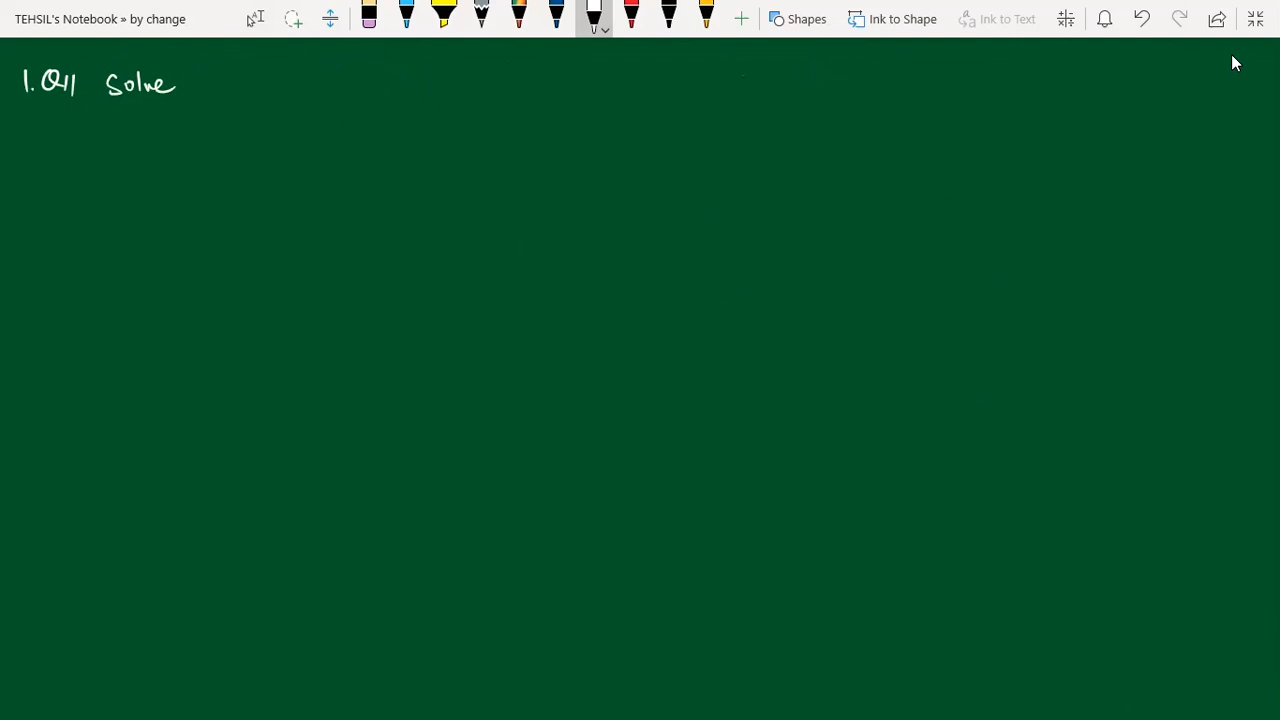 TEHSIL's Notebook » by change
Shapes
Ink to Shape
Ink to Text
1. Q11 Solve